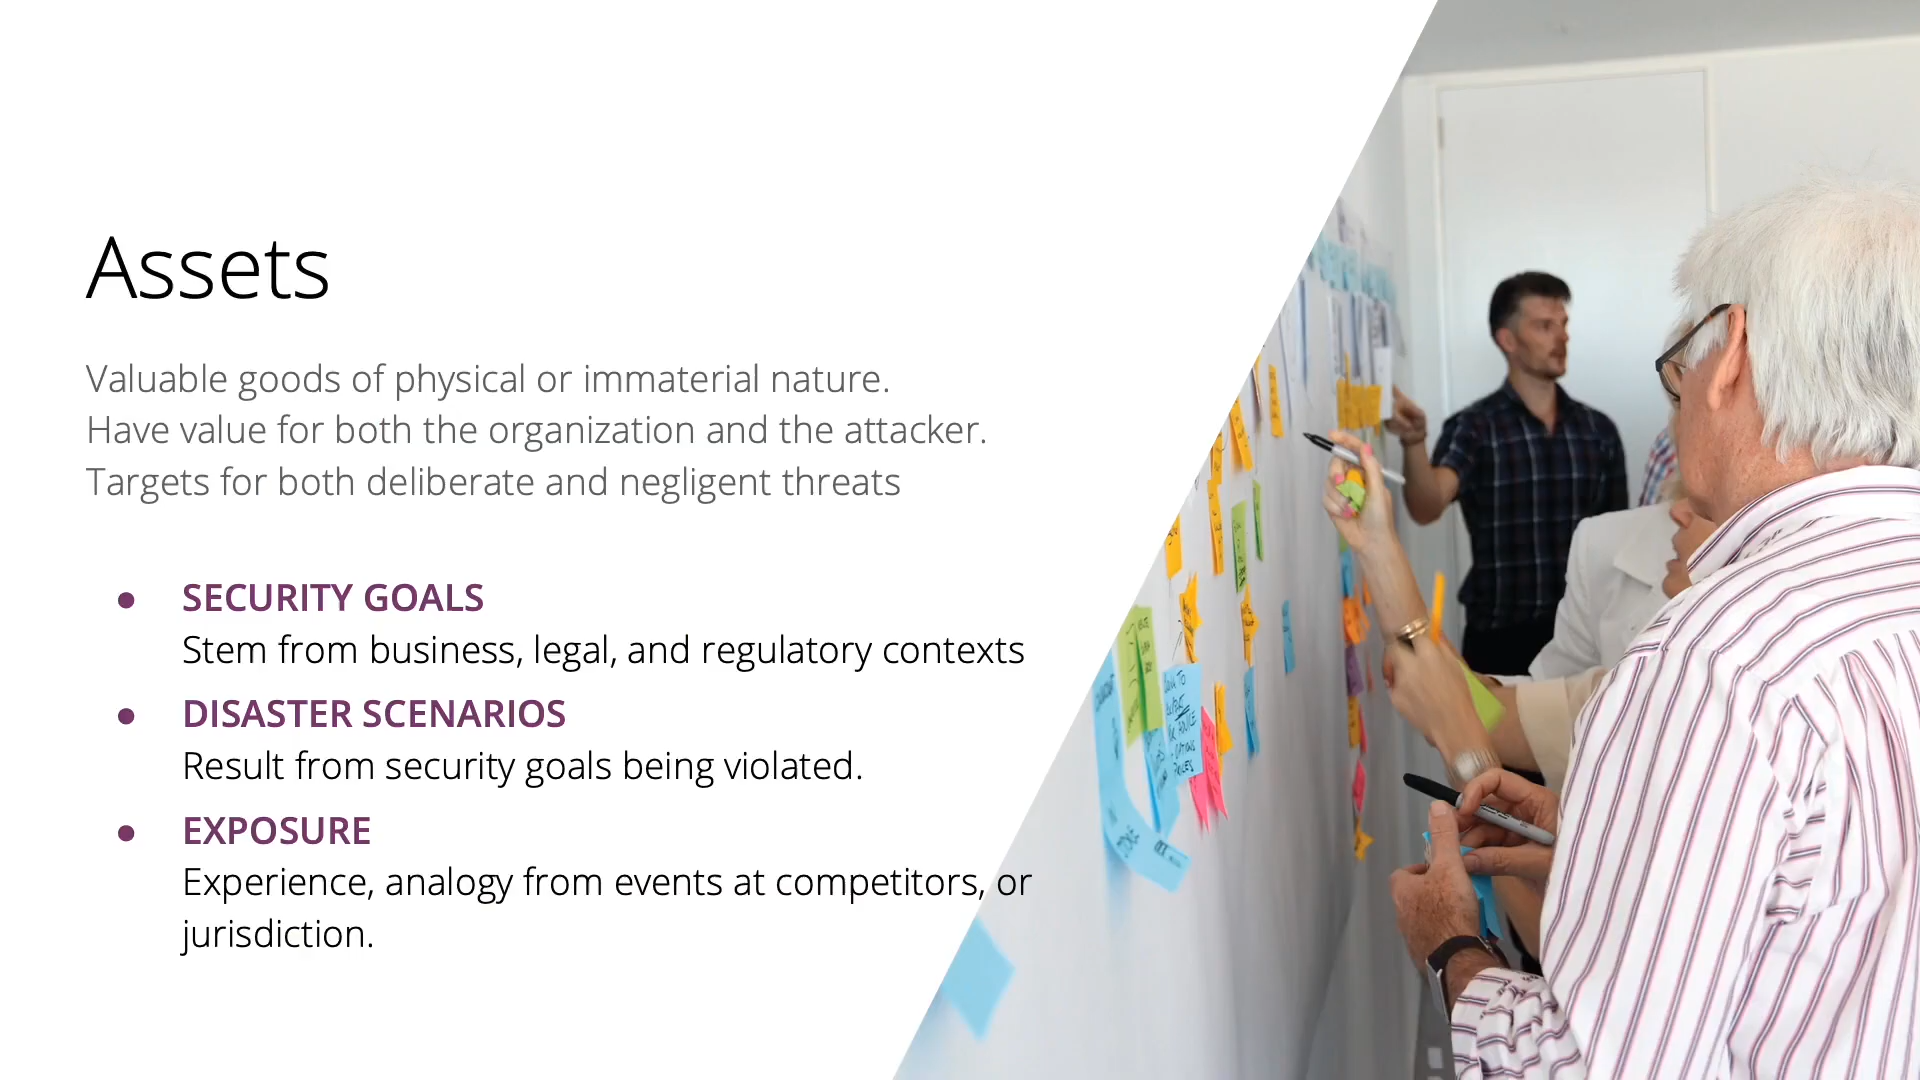 Assets
Valuable goods of physical or immaterial nature.
Have value for both the organization and the attacker.
Targets for both deliberate and negligent threats
● SECURITY GOALS
Stem from business, legal, and regulatory contexts
● DISASTER SCENARIOS
Result from security goals being violated.
● EXPOSURE
Experience, analogy from events at competitors, or
jurisdiction.